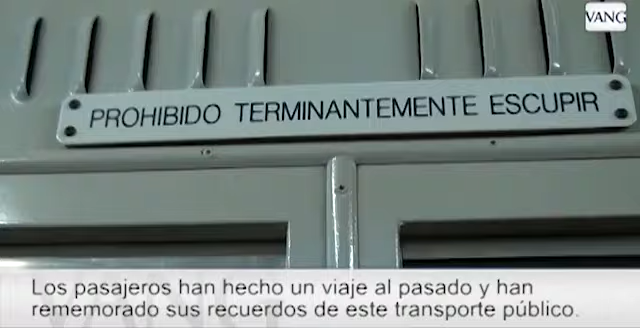 VANG
PROHIBIDO TERMINANTEMENTE ESCUPIR
Los pasajeros han hecho un viaje al pasado y han
rememorado sus recuerdos de este transporte público.
VANG